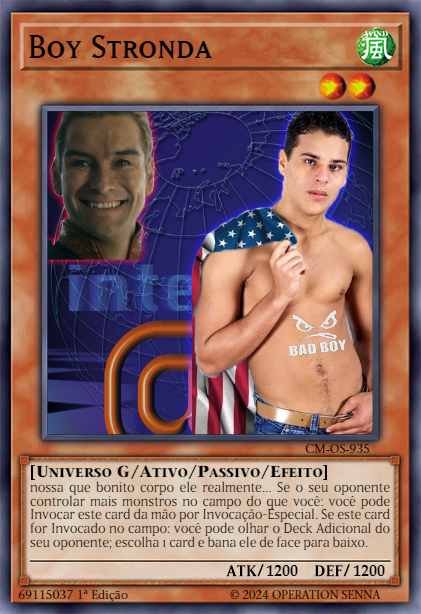 BOY STRONDA
WIND
風
inte
BAD BOY
CM-OS-935
[UNIVERSO G/ATIVO/PASSIVO/EFEITO]
nossa que bonito corpo ele realmente... Se o seu oponente
controlar mais monstros no campo do que você: você pode
Invocar este card da mão por Invocação-Especial. Se este card
for Invocado no campo: você pode olhar o Deck Adicional do
seu oponente; escolha 1 card e bana ele de face para baixo.
ATK/1200 DEF/1200
69115037 1ª Edição © 2024 OPERATION SENNA